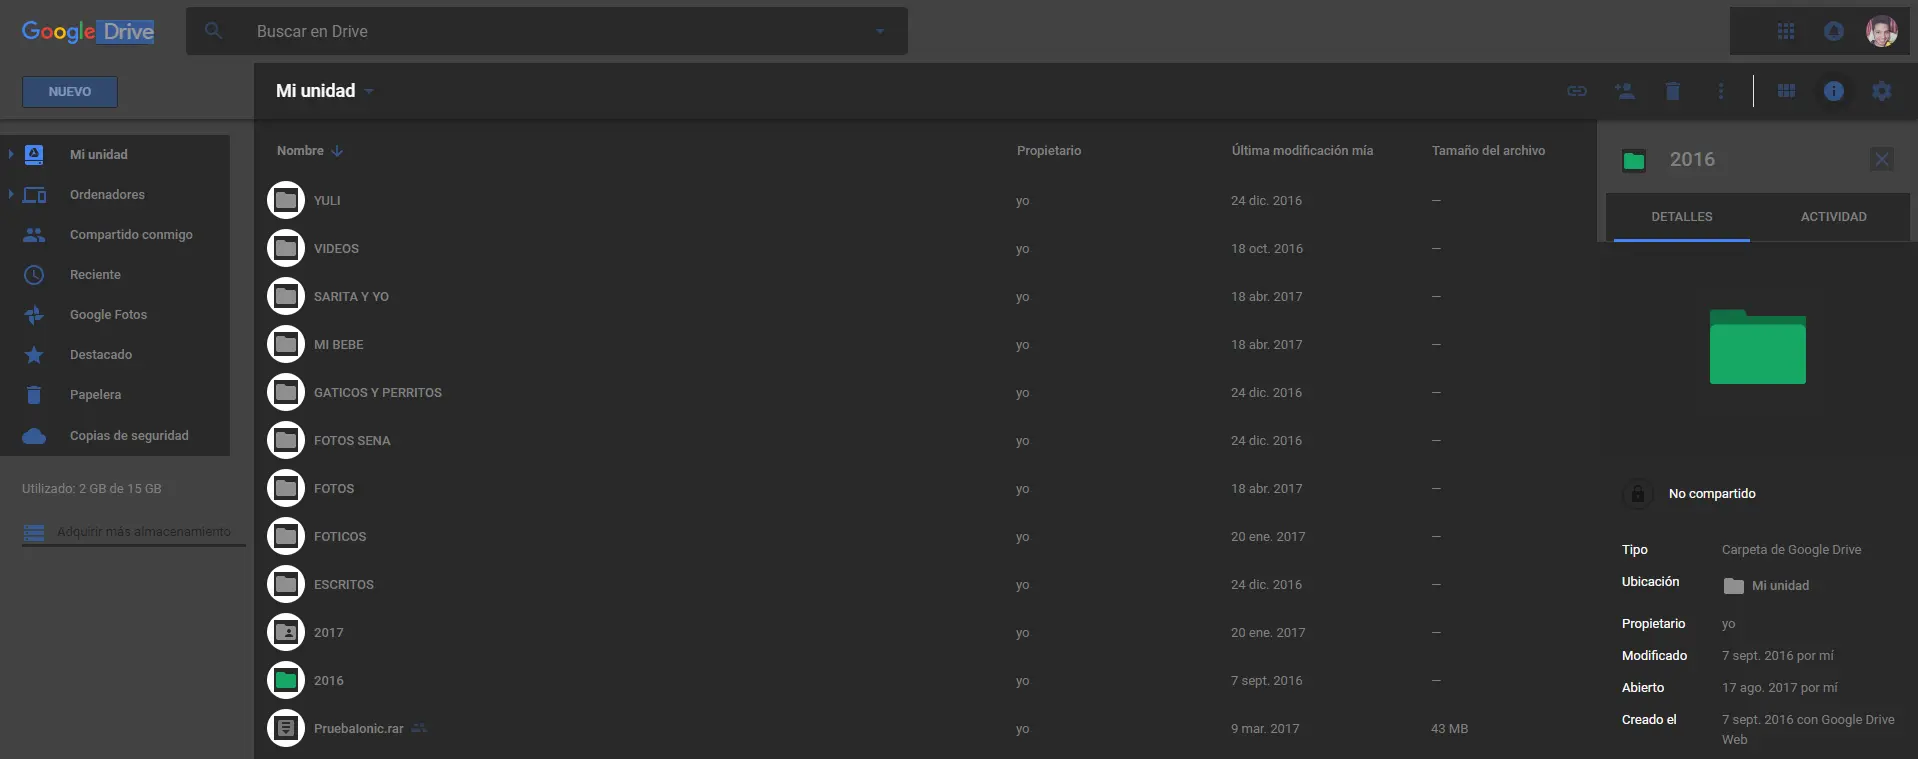 Google Drive
Buscar en Drive
NUEVO
Mi unidad
Mi unidad
Ordenadores
Compartido conmigo
Reciente
Google Fotos
Destacado
Papelera
Copias de seguridad
Utilizado: 2 GB de 15 GB
Adquirir más almacenamiento
Nombre Propietario Última modificación mía Tamaño del archivo
YULI yo 24 dic. 2016 —
VIDEOS yo 18 oct. 2016 —
SARITA Y YO yo 18 abr. 2017 —
MI BEBE yo 18 abr. 2017 —
GATICOS Y PERRITOS yo 24 dic. 2016 —
FOTOS SENA yo 24 dic. 2016 —
FOTOS yo 18 abr. 2017 —
FOTICOS yo 20 ene. 2017 —
ESCRITOS yo 24 dic. 2016 —
2017 yo 20 ene. 2017 —
2016 yo 7 sept. 2016 —
PruebaIonic.rar yo 9 mar. 2017 43 MB
2016
DETALLES ACTIVIDAD
No compartido
Tipo Carpeta de Google Drive
Ubicación Mi unidad
Propietario yo
Modificado 7 sept. 2016 por mí
Abierto 17 ago. 2017 por mí
Creado el 7 sept. 2016 con Google Drive
Web